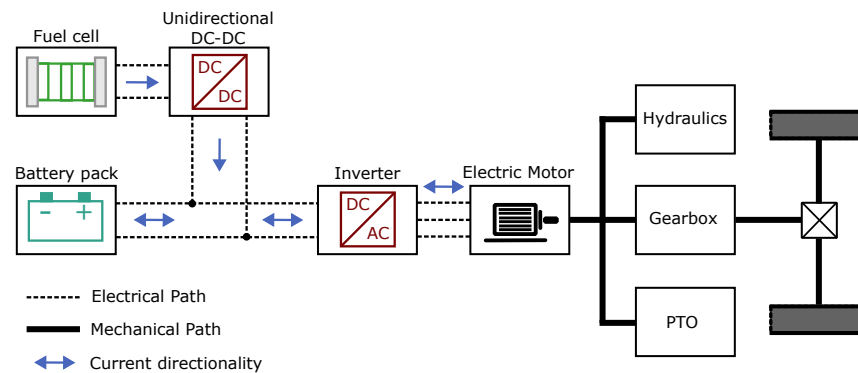 Unidirectional
DC-DC
Fuel cell
DC
DC
Hydraulics
Battery pack
Inverter
Electric Motor
- +
DC
AC
Gearbox
Electrical Path
Mechanical Path
PTO
Current directionality